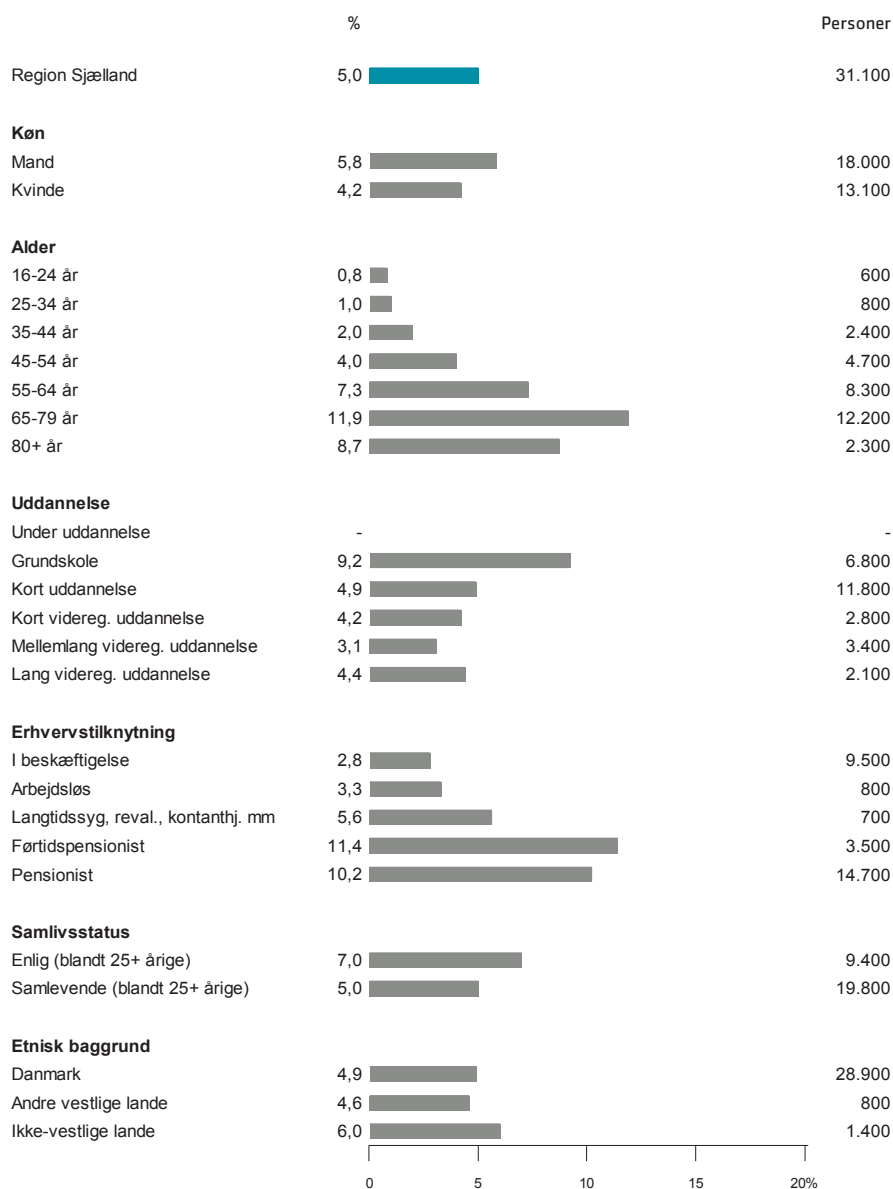 % Personer
Region Sjælland 5,0 31.100
Køn
Mand 5,8 18.000
Kvinde 4,2 13.100
Alder
16-24 år 0,8 600
25-34 år 1,0 800
35-44 år 2,0 2.400
45-54 år 4,0 4.700
55-64 år 7,3 8.300
65-79 år 11,9 12.200
80+ år 8,7 2.300
Uddannelse
Under uddannelse - -
Grundskole 9,2 6.800
Kort uddannelse 4,9 11.800
Kort videreg. uddannelse 4,2 2.800
Mellemlang videreg. uddannelse 3,1 3.400
Lang videreg. uddannelse 4,4 2.100
Erhvervstilknytning
I beskæftigelse 2,8 9.500
Arbejdsløs 3,3 800
Langtidssyg, reval., kontanthj. mm 5,6 700
Førtidspensionist 11,4 3.500
Pensionist 10,2 14.700
Samlivsstatus
Enlig (blandt 25+ årige) 7,0 9.400
Samlevende (blandt 25+ årige) 5,0 19.800
Etnisk baggrund
Danmark 4,9 28.900
Andre vestlige lande 4,6 800
Ikke-vestlige lande 6,0 1.400
0 5 10 15 20%